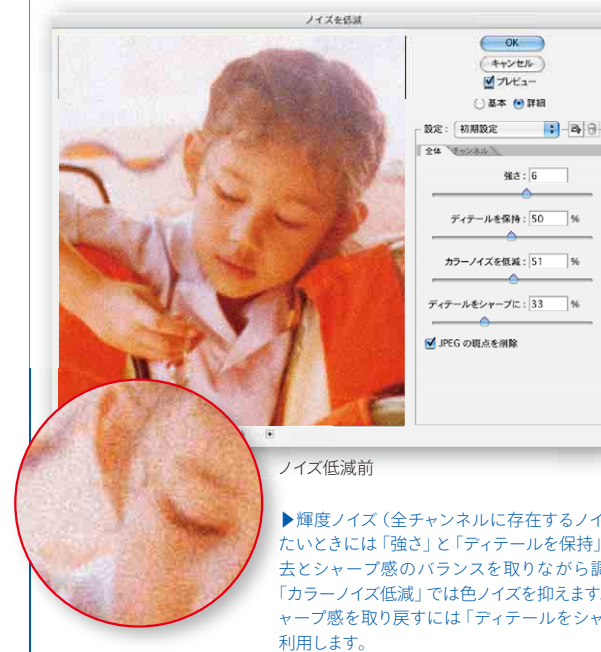 ノイズを低減
OK
キャンセル
プレビュー
基本 詳細
設定： 初期設定
全体 チャンネル
強さ： 6
ディテールを保持： 50 %
カラーノイズを低減： 51 %
ディテールをシャープに： 33 %
JPEG の斑点を削除
ノイズ低減前
▶輝度ノイズ（全チャンネルに存在するノイ
たいときには「強さ」と「ディテールを保持」
去とシャープ感のバランスを取りながら調
「カラーノイズ低減」では色ノイズを抑えます
ャープ感を取り戻すには「ディテールをシャ
利用します。